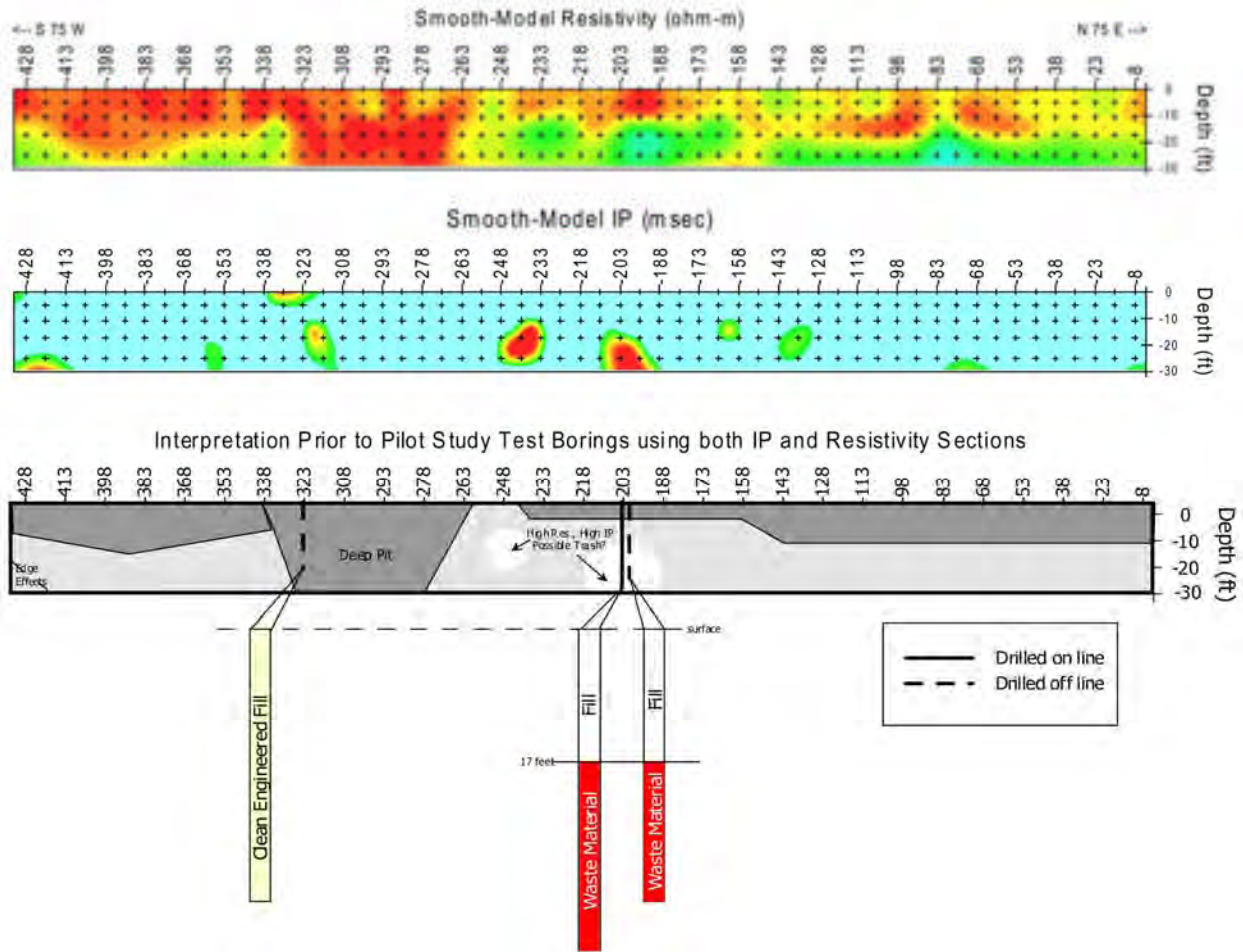 Smooth-Model Resistivity (ohm-m)
<-- S 75 W
N 75 E -->
-428 -413 -398 -383 -368 -353 -338 -323 -308 -293 -278 -263 -248 -233 -218 -203 -188 -173 -158 -143 -128 -113 -98 -83 -68 -53 -38 -23 -8
0
-10
-20
-30
Depth (ft)
Smooth-Model IP (msec)
-428 -413 -398 -383 -368 -353 -338 -323 -308 -293 -278 -263 -248 -233 -218 -203 -188 -173 -158 -143 -128 -113 -98 -83 -68 -53 -38 -23 -8
0
-10
-20
-30
Depth (ft)
Interpretation Prior to Pilot Study Test Borings using both IP and Resistivity Sections
-428 -413 -398 -383 -368 -353 -338 -323 -308 -293 -278 -263 -248 -233 -218 -203 -188 -173 -158 -143 -128 -113 -98 -83 -68 -53 -38 -23 -8
0
-10
-20
-30
Depth (ft)
High Res., High IP
Possible Trash?
Deep Pit
Edge
Effects
surface
Clean Engineered Fill
Fill
Fill
17 feet
Waste Material
Waste Material
Drilled on line
Drilled off line